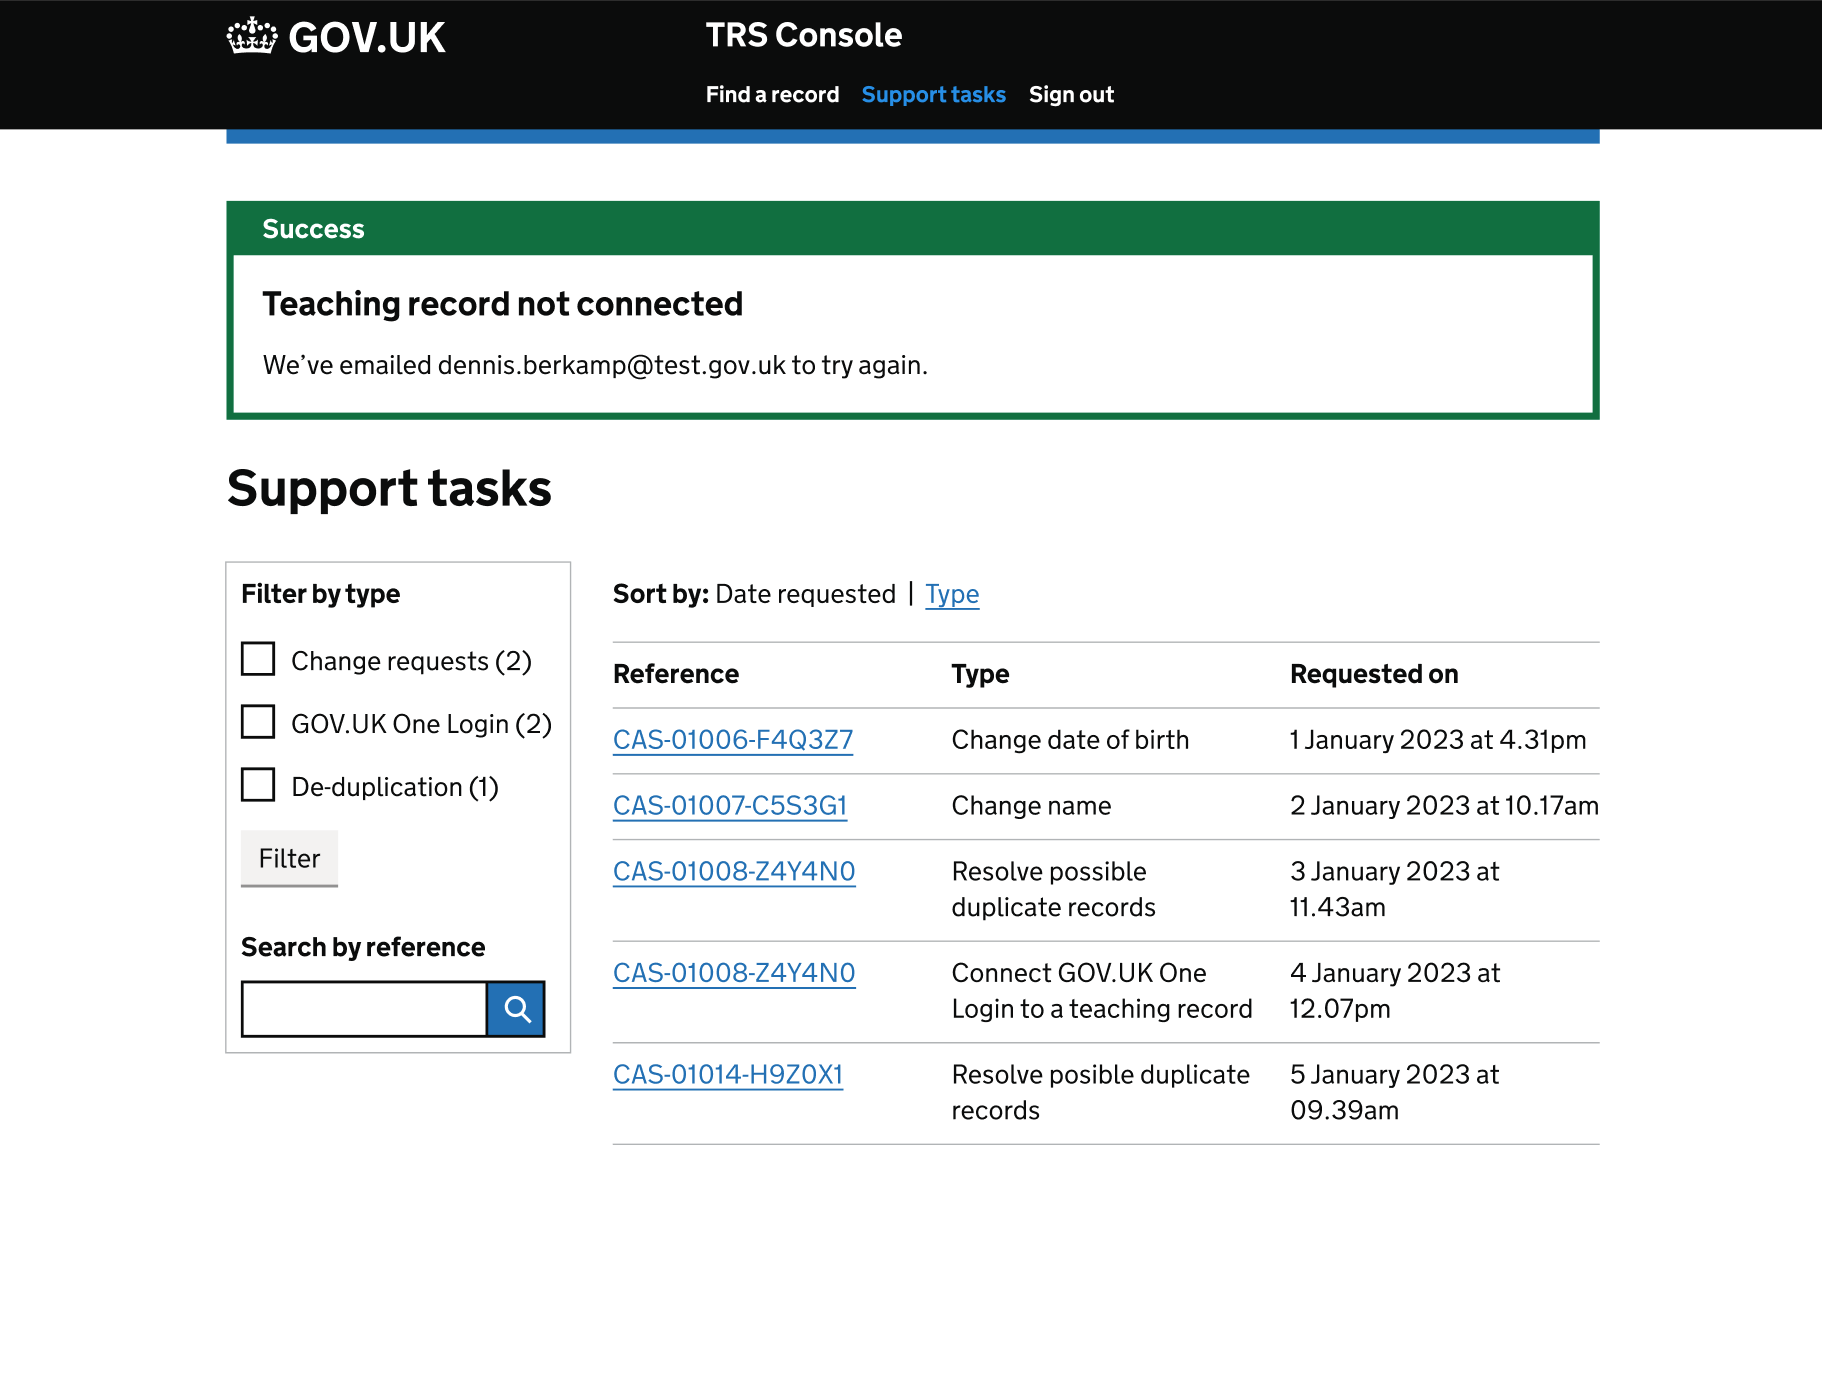 GOV.UK
TRS Console
Find a record Support tasks Sign out
Success
Teaching record not connected
We’ve emailed dennis.berkamp@test.gov.uk to try again.
Support tasks
Filter by type
Change requests (2)
GOV.UK One Login (2)
De-duplication (1)
Filter
Search by reference
Sort by: Date requested | Type
Reference Type Requested on
CAS-01006-F4Q3Z7 Change date of birth 1 January 2023 at 4.31pm
CAS-01007-C5S3G1 Change name 2 January 2023 at 10.17am
CAS-01008-Z4Y4N0 Resolve possible 3 January 2023 at
duplicate records 11.43am
CAS-01008-Z4Y4N0 Connect GOV.UK One 4 January 2023 at
Login to a teaching record 12.07pm
CAS-01014-H9Z0X1 Resolve posible duplicate 5 January 2023 at
records 09.39am